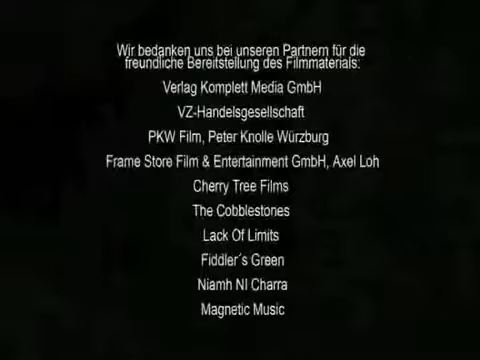 Wir bedanken uns bei unseren Partnern für die
freundliche Bereitstellung des Filmmaterials:
Verlag Komplett Media GmbH
VZ-Handelsgesellschaft
PKW Film, Peter Knolle Würzburg
Frame Store Film & Entertainment GmbH, Axel Loh
Cherry Tree Films
The Cobblestones
Lack Of Limits
Fiddler´s Green
Niamh NI Charra
Magnetic Music